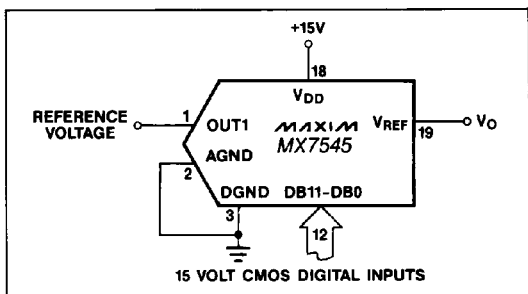 +15V
18
VDD
REFERENCE
VOLTAGE
1
OUT1
MAXIM
MX7545
VREF
19
VO
AGND
2
DGND
DB11-DB0
3
12
15 VOLT CMOS DIGITAL INPUTS